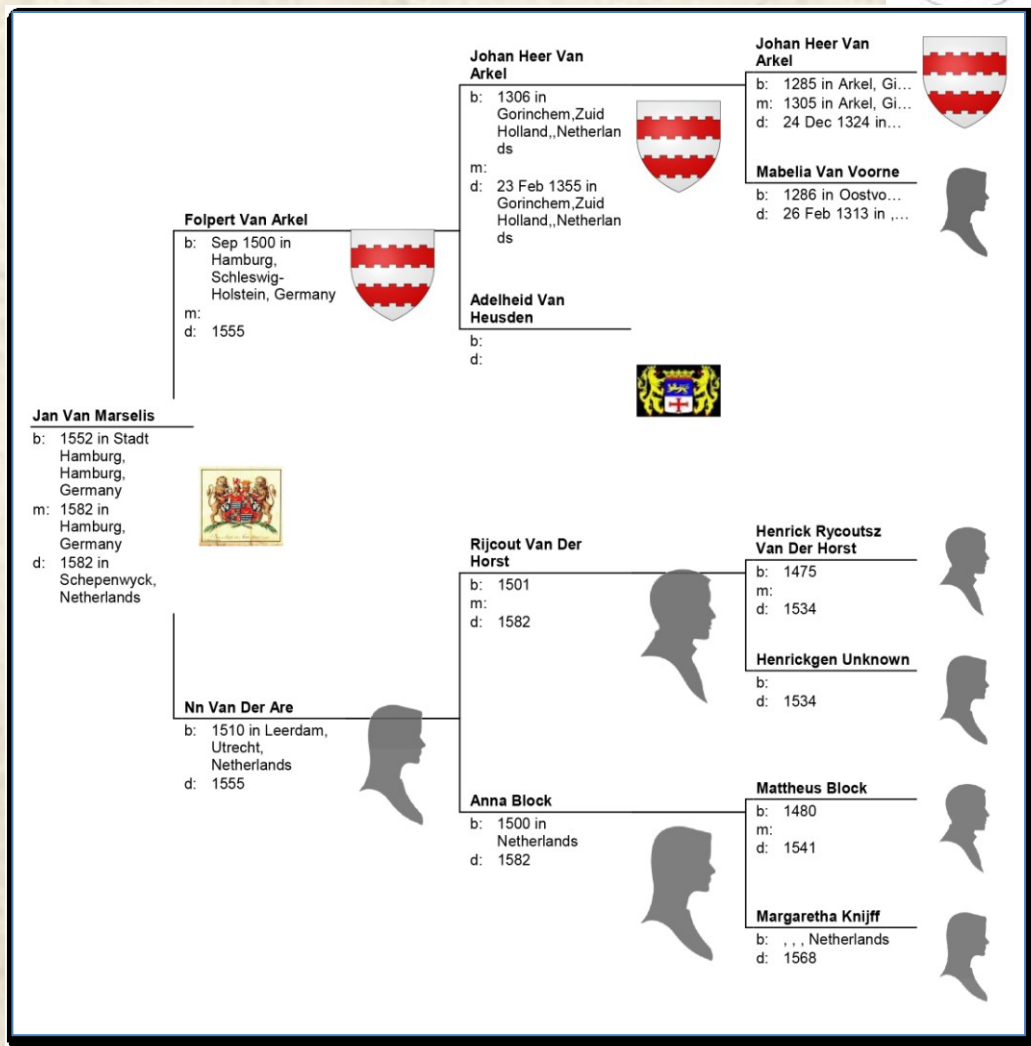 Johan Heer Van
Arkel
b: 1285 in Arkel, Gi…
m: 1305 in Arkel, Gi…
d: 24 Dec 1324 in…
Mabelia Van Voorne
b: 1286 in Oostvo…
d: 26 Feb 1313 in ,…
Johan Heer Van
Arkel
b: 1306 in
Gorinchem,Zuid
Holland,,Netherlan
ds
m:
d: 23 Feb 1355 in
Gorinchem,Zuid
Holland,,Netherlan
ds
Adelheid Van
Heusden
b:
d:
Folpert Van Arkel
b: Sep 1500 in
Hamburg,
Schleswig-
Holstein, Germany
m:
d: 1555
Jan Van Marselis
b: 1552 in Stadt
Hamburg,
Hamburg,
Germany
m: 1582 in
Hamburg,
Germany
d: 1582 in
Schepenwyck,
Netherlands
Nn Van Der Are
b: 1510 in Leerdam,
Utrecht,
Netherlands
d: 1555
Rijcout Van Der
Horst
b: 1501
m:
d: 1582
Henrick Rycoutsz
Van Der Horst
b: 1475
m:
d: 1534
Henrickgen Unknown
b:
d: 1534
Anna Block
b: 1500 in
Netherlands
d: 1582
Mattheus Block
b: 1480
m:
d: 1541
Margaretha Knijff
b: , , , Netherlands
d: 1568